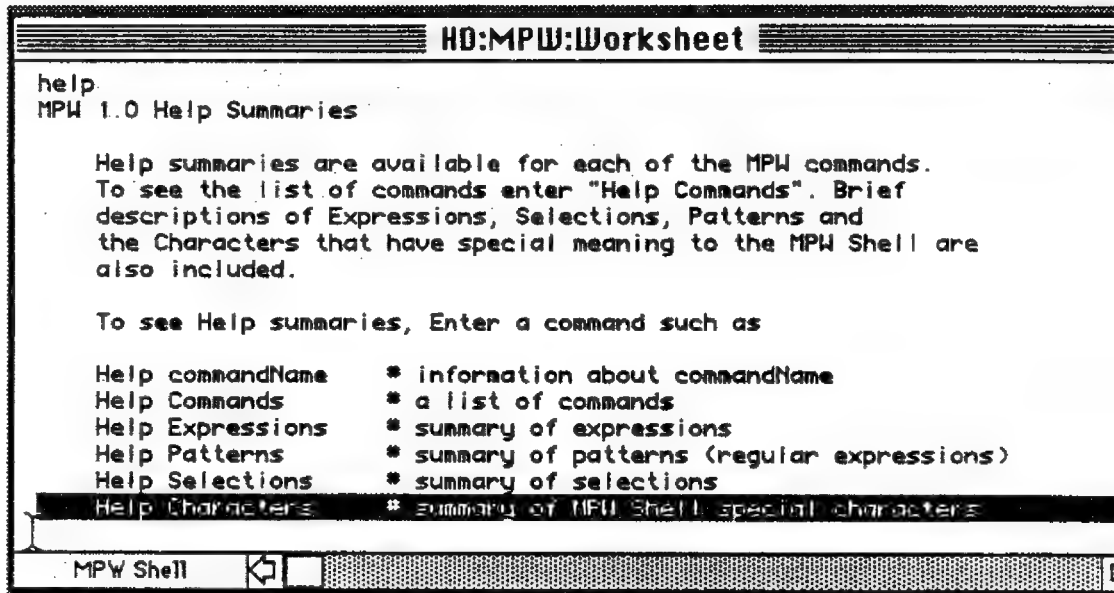 HD:MPW:Worksheet
help
MPW 1.0 Help Summaries
Help summaries are available for each of the MPW commands.
To see the list of commands enter "Help Commands". Brief
descriptions of Expressions, Selections, Patterns and
the Characters that have special meaning to the MPW Shell are
also included.
To see Help summaries, Enter a command such as
Help commandName # information about commandName
Help Commands # a list of commands
Help Expressions # summary of expressions
Help Patterns # summary of patterns (regular expressions)
Help Selections # summary of selections
Help Characters # summary of MPW Shell special characters
MPW Shell